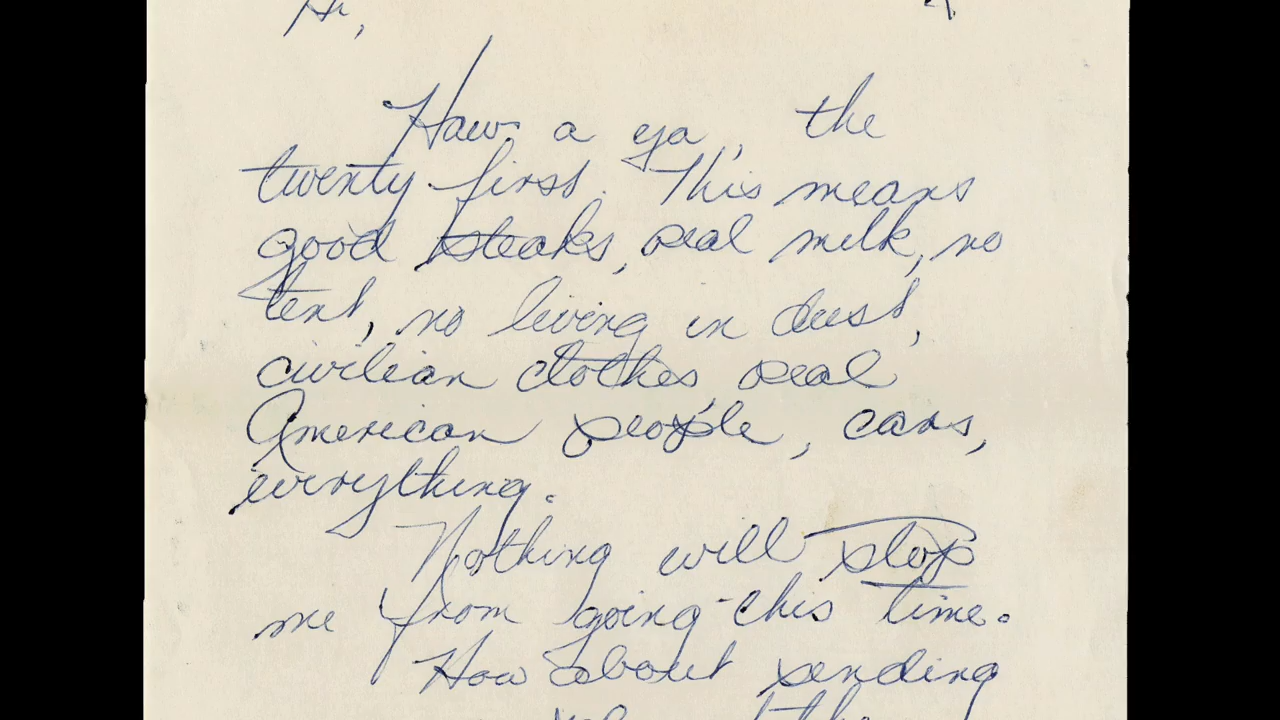 Hi,
Haw a ya, the
twenty first. This means
good steaks, real milk, no
tent, no living in dust,
civilian clothes, real
American people, cars,
everything.
Nothing will stop
me from going this time.
How about sending